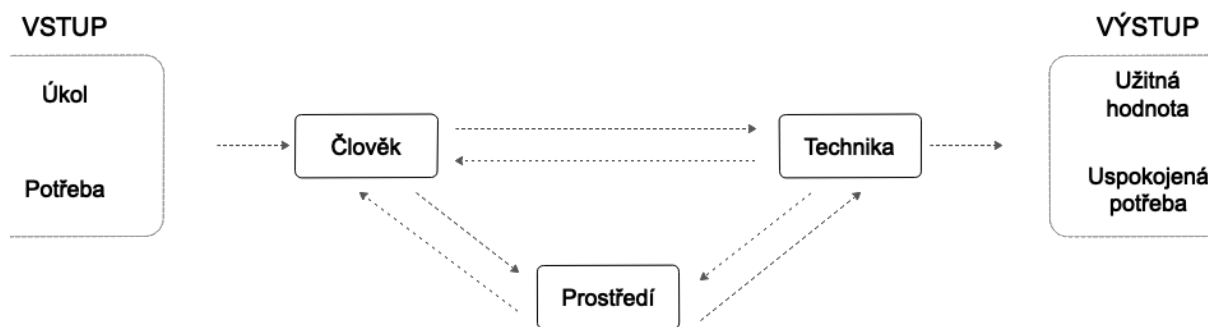 VSTUP
Úkol
Potřeba
Člověk
Technika
Prostředí
VÝSTUP
Užitná
hodnota
Uspokojená
potřeba